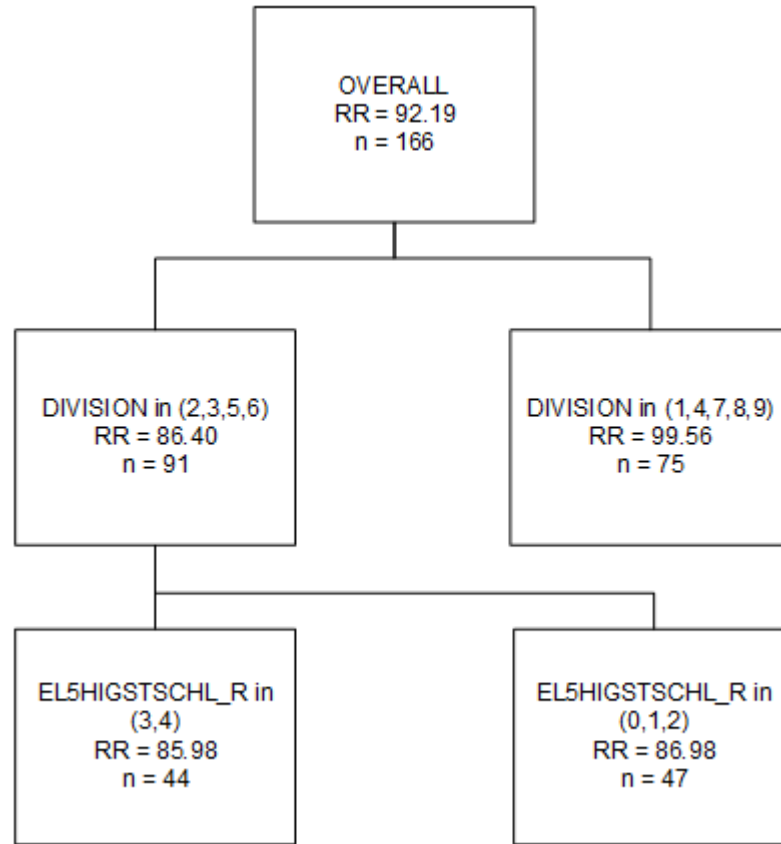 OVERALL
RR = 92.19
n = 166
DIVISION in (2,3,5,6)
RR = 86.40
n = 91
DIVISION in (1,4,7,8,9)
RR = 99.56
n = 75
EL5HIGSTSCHL_R in
(3,4)
RR = 85.98
n = 44
EL5HIGSTSCHL_R in
(0,1,2)
RR = 86.98
n = 47